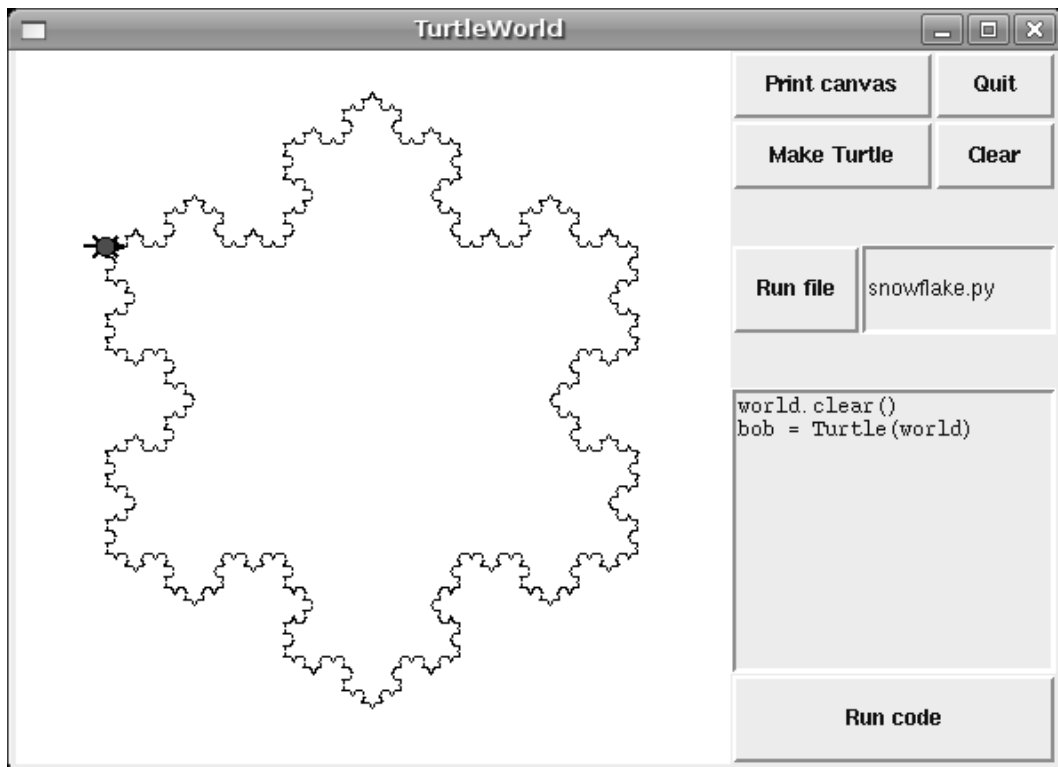 TurtleWorld
Print canvas
Quit
Make Turtle
Clear
Run file
snowflake.py
world.clear()
bob = Turtle(world)
Run code